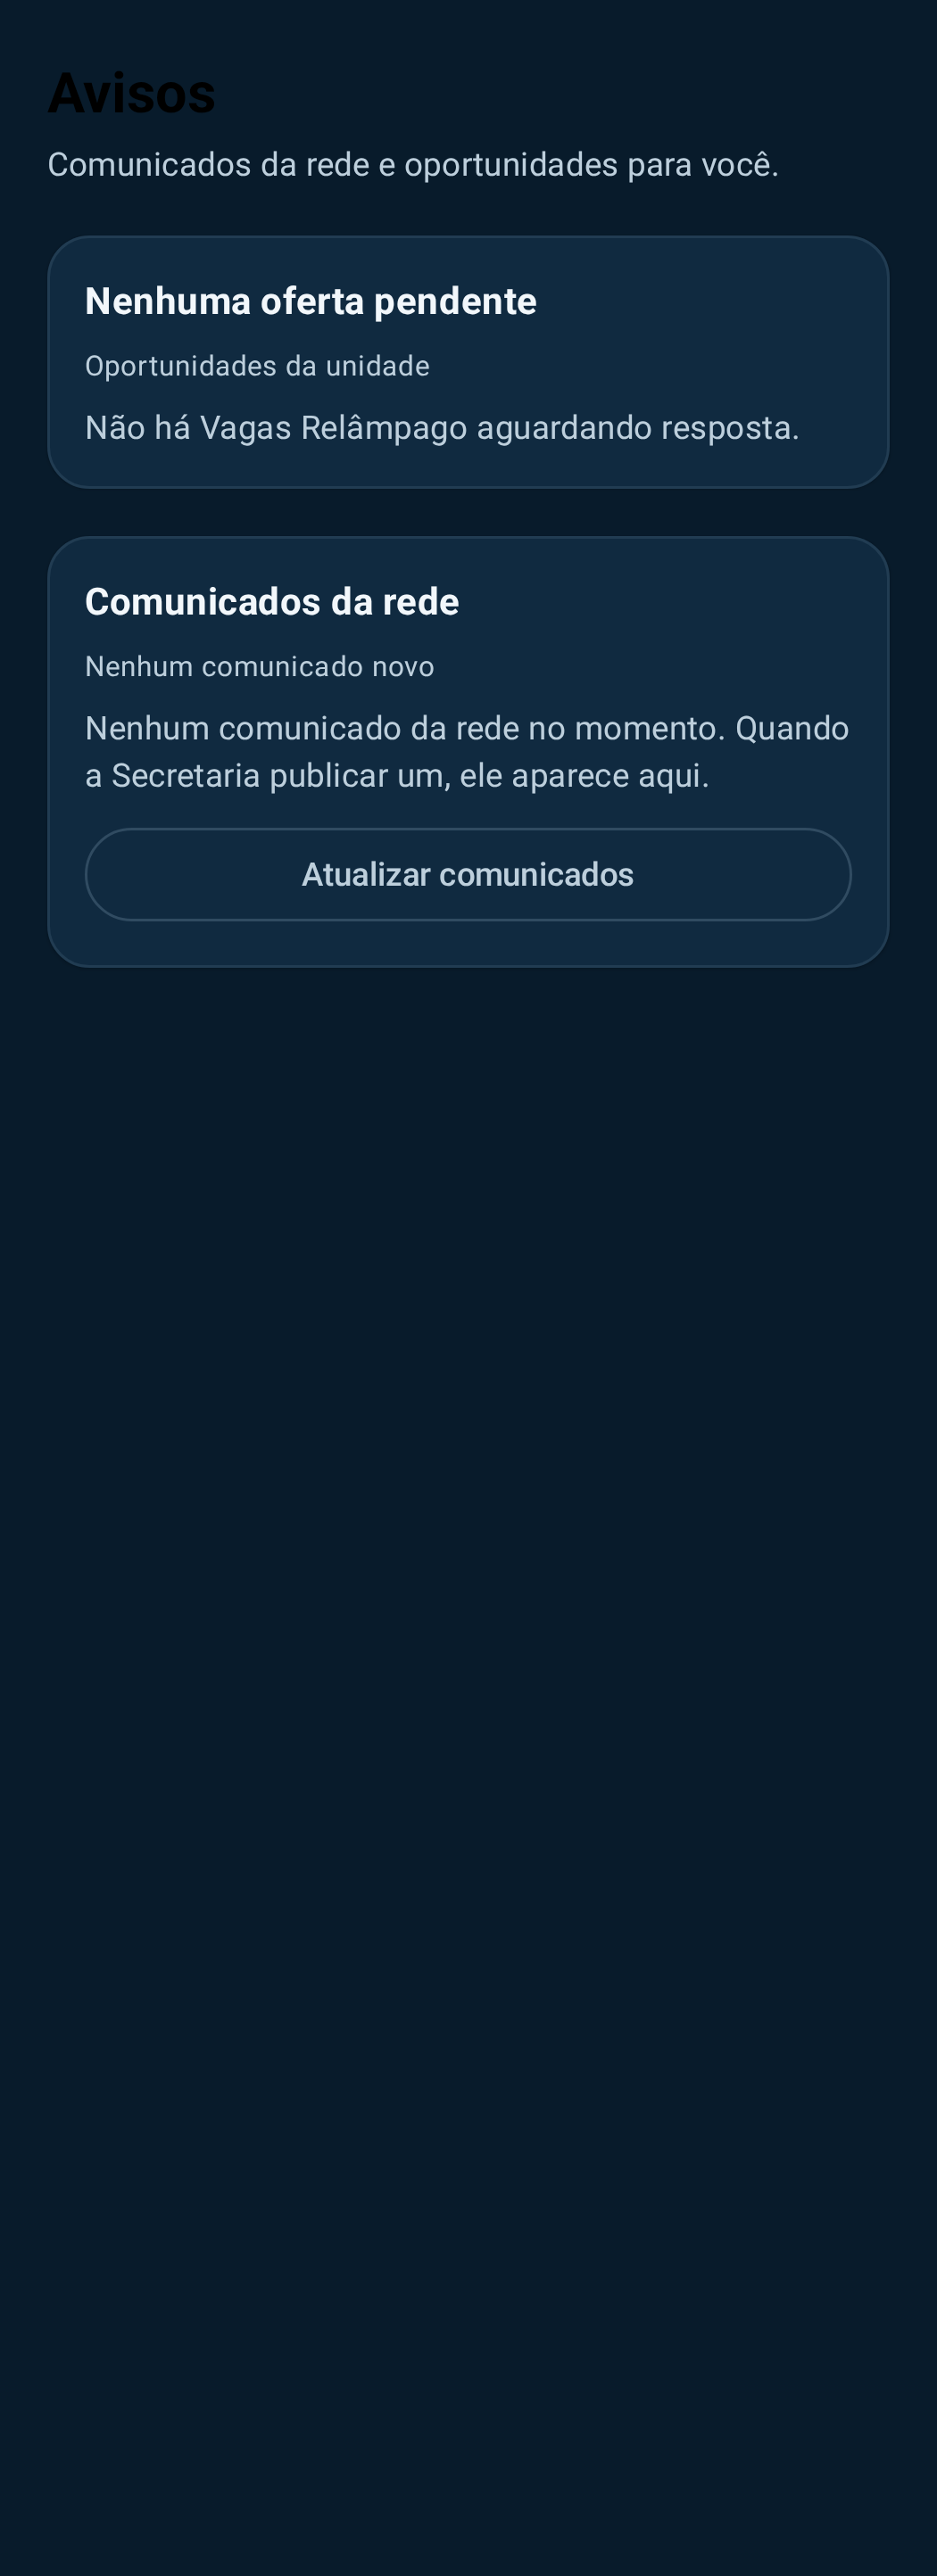 Avisos
Comunicados da rede e oportunidades para você.
Nenhuma oferta pendente
Oportunidades da unidade
Não há Vagas Relâmpago aguardando resposta.
Comunicados da rede
Nenhum comunicado novo
Nenhum comunicado da rede no momento. Quando
a Secretaria publicar um, ele aparece aqui.
Atualizar comunicados